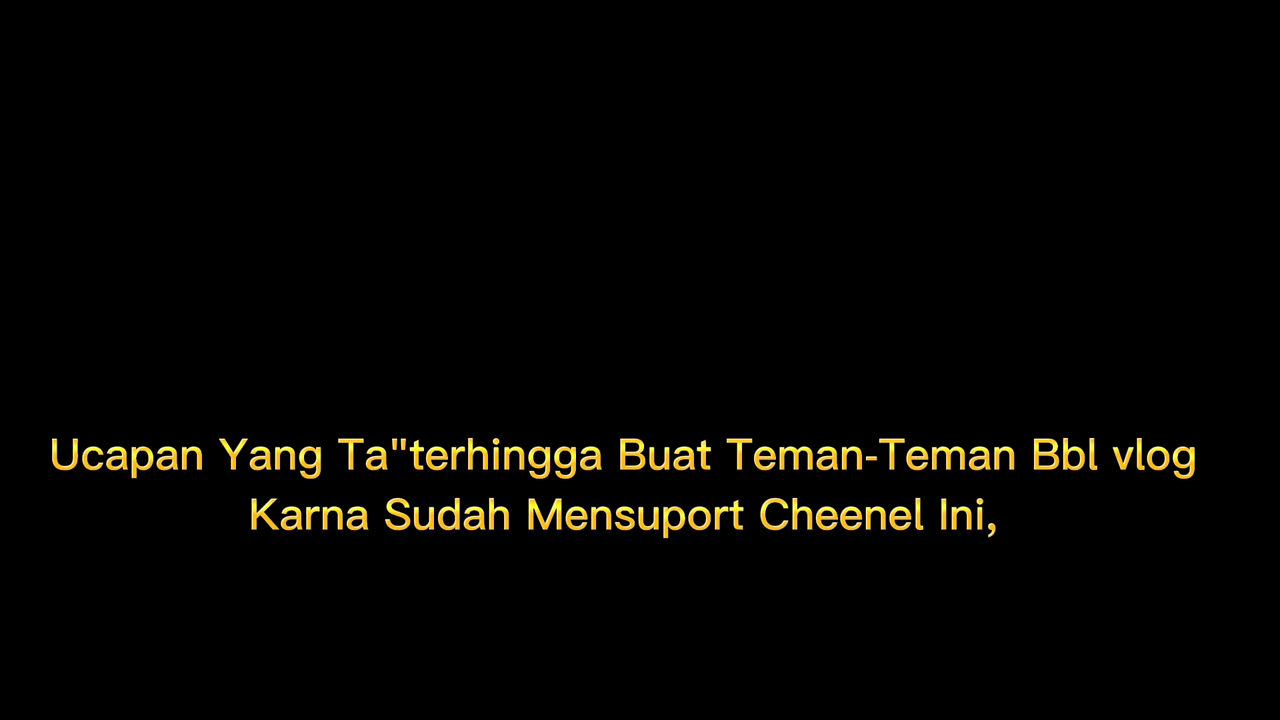 Ucapan Yang Ta"terhingga Buat Teman-Teman Bbl vlog
Karna Sudah Mensuport Cheenel Ini,